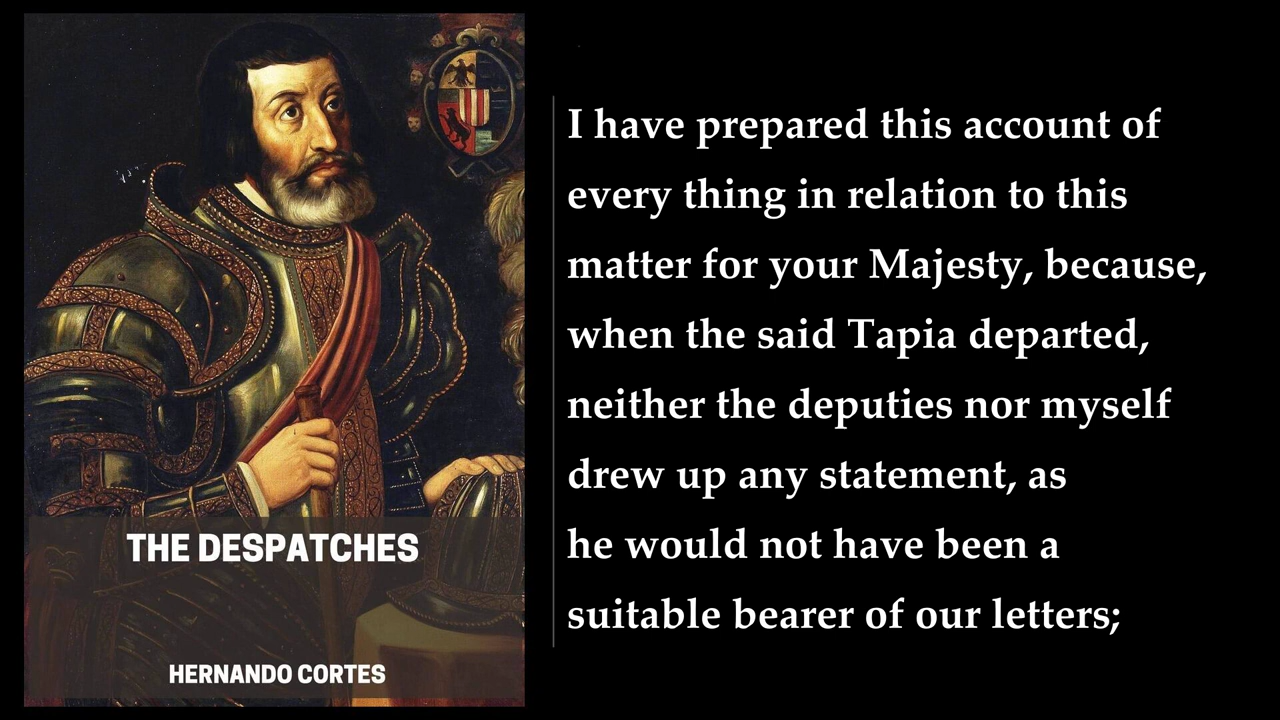 THE DESPATCHES
HERNANDO CORTES
I have prepared this account of
every thing in relation to this
matter for your Majesty, because,
when the said Tapia departed,
neither the deputies nor myself
drew up any statement, as
he would not have been a
suitable bearer of our letters;